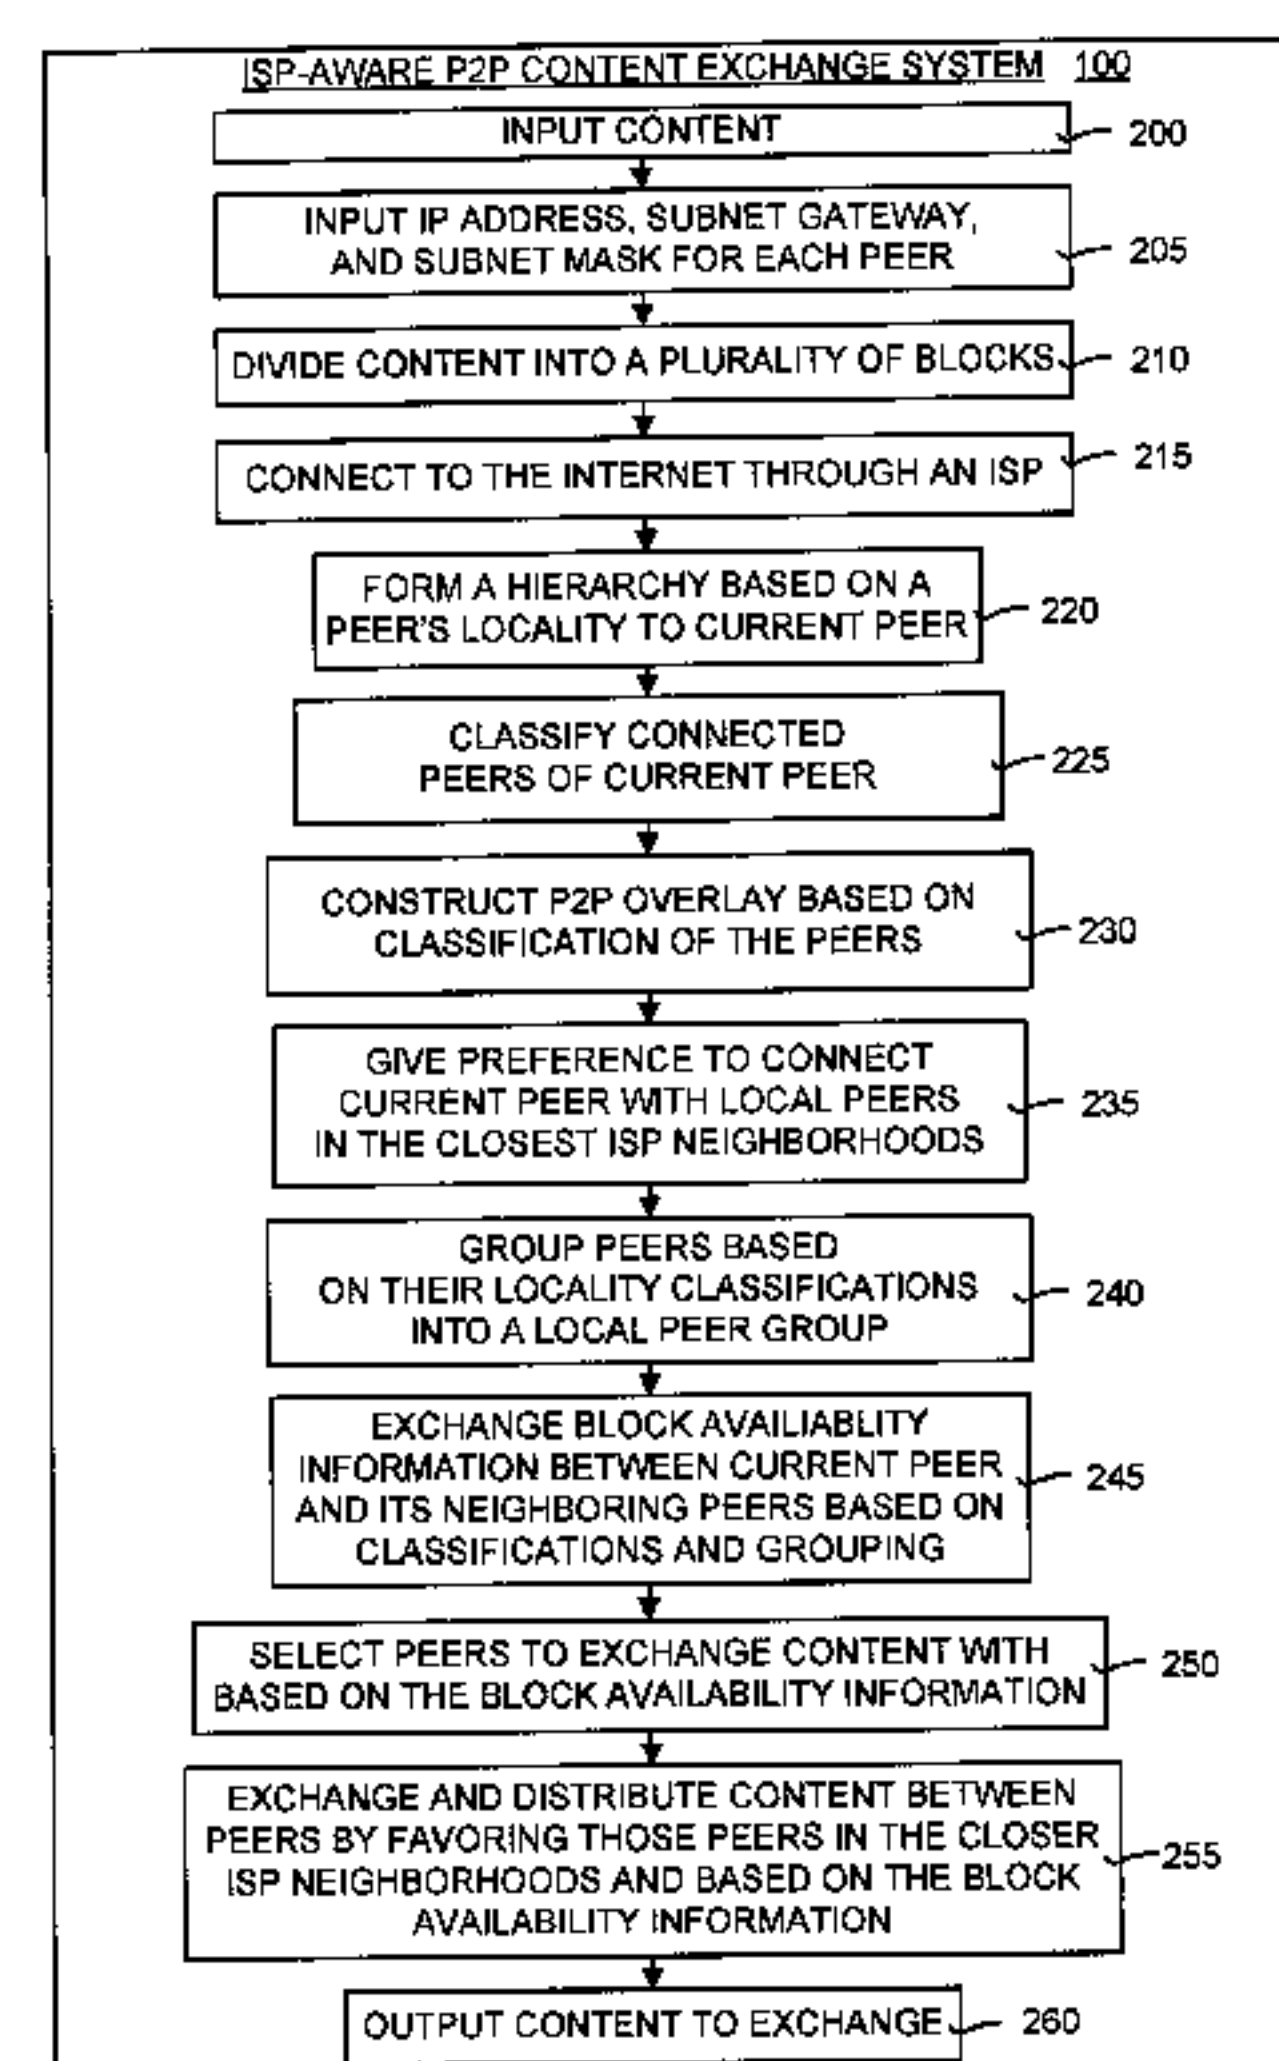 ISP-AWARE P2P CONTENT EXCHANGE SYSTEM 100
INPUT CONTENT 200
INPUT IP ADDRESS, SUBNET GATEWAY,
AND SUBNET MASK FOR EACH PEER 205
DIVIDE CONTENT INTO A PLURALITY OF BLOCKS 210
CONNECT TO THE INTERNET THROUGH AN ISP 215
FORM A HIERARCHY BASED ON A
PEER'S LOCALITY TO CURRENT PEER 220
CLASSIFY CONNECTED
PEERS OF CURRENT PEER 225
CONSTRUCT P2P OVERLAY BASED ON
CLASSIFICATION OF THE PEERS 230
GIVE PREFERENCE TO CONNECT
CURRENT PEER WITH LOCAL PEERS 235
IN THE CLOSEST ISP NEIGHBORHOODS
GROUP PEERS BASED
ON THEIR LOCALITY CLASSIFICATIONS 240
INTO A LOCAL PEER GROUP
EXCHANGE BLOCK AVAILIABLITY
INFORMATION BETWEEN CURRENT PEER 245
AND ITS NEIGHBORING PEERS BASED ON
CLASSIFICATIONS AND GROUPING
SELECT PEERS TO EXCHANGE CONTENT WITH 250
BASED ON THE BLOCK AVAILABILITY INFORMATION
EXCHANGE AND DISTRIBUTE CONTENT BETWEEN
PEERS BY FAVORING THOSE PEERS IN THE CLOSER 255
ISP NEIGHBORHOODS AND BASED ON THE BLOCK
AVAILABILITY INFORMATION
OUTPUT CONTENT TO EXCHANGE 260